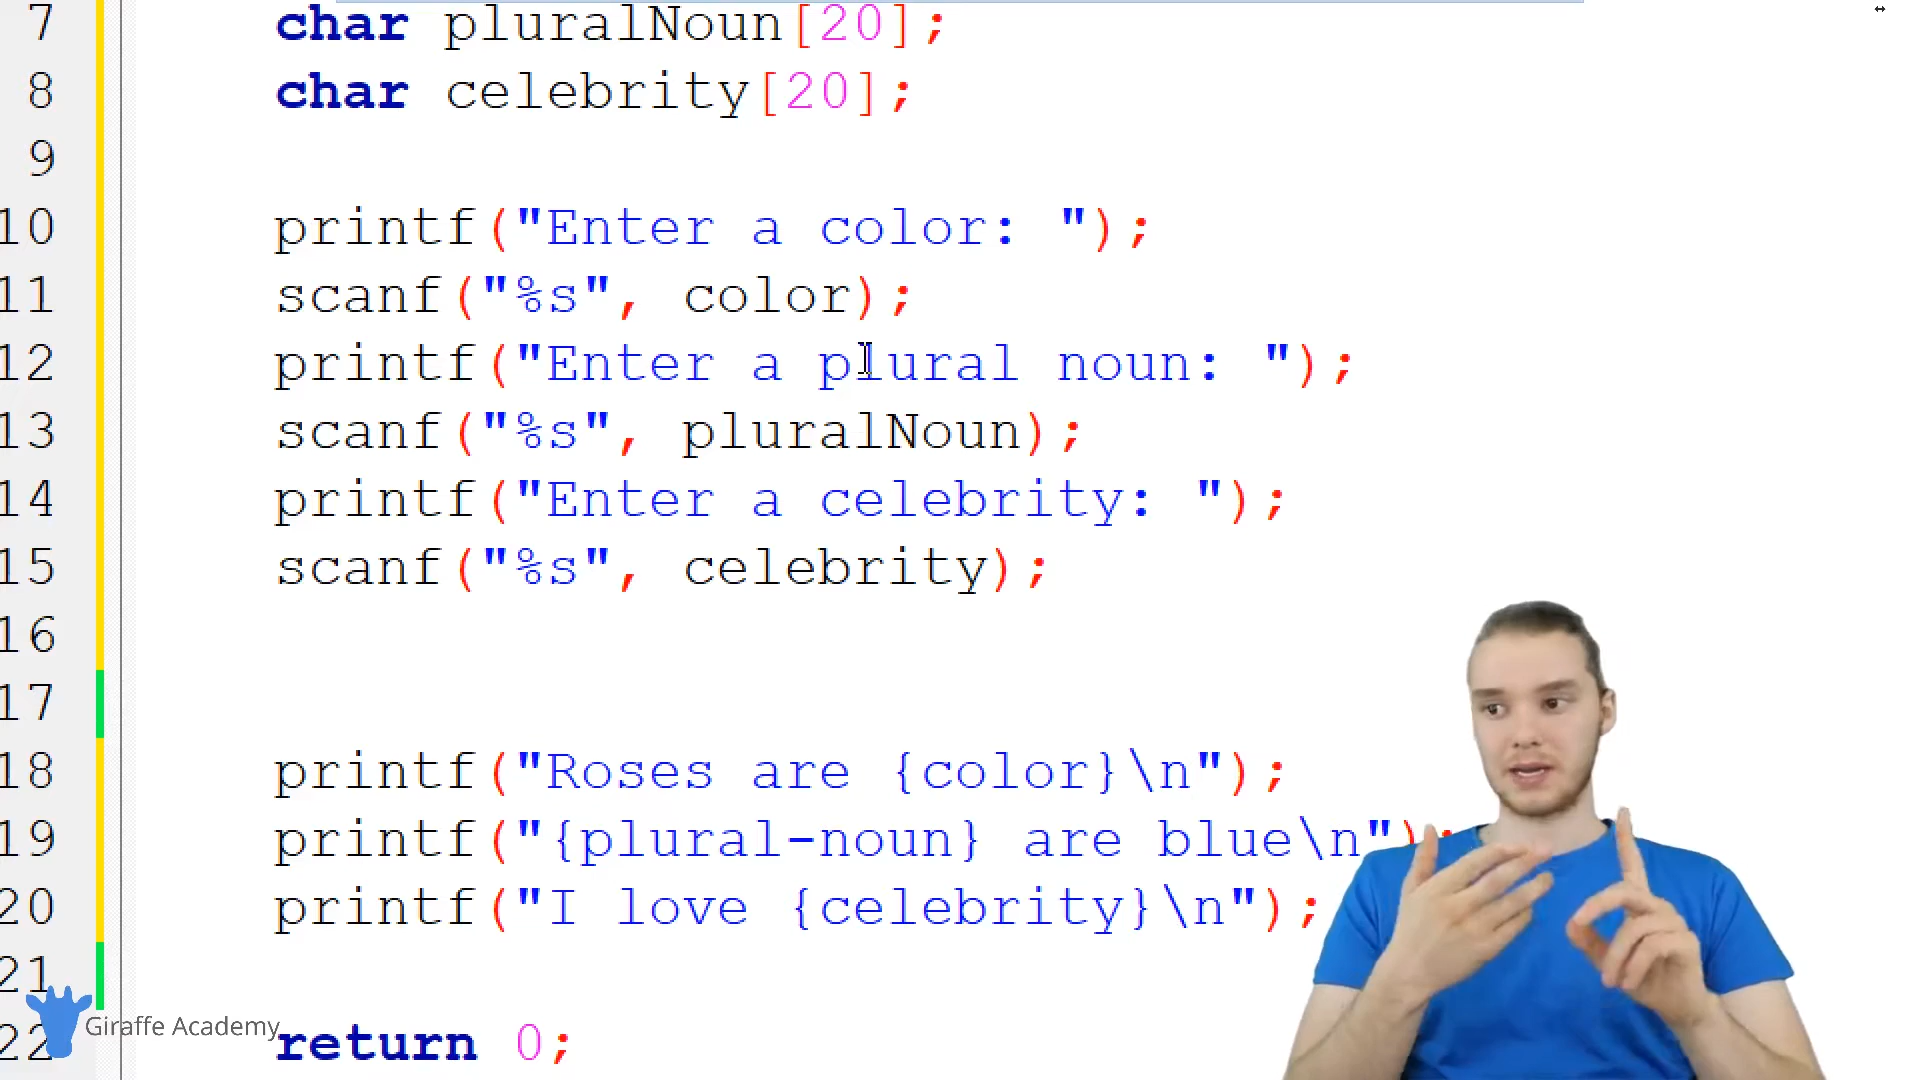 7 char pluralNoun[20];
8 char celebrity[20];
9
10 printf("Enter a color: ");
11 scanf("%s", color);
12 printf("Enter a plural noun: ");
13 scanf("%s", pluralNoun);
14 printf("Enter a celebrity: ");
15 scanf("%s", celebrity);
16
17
18 printf("Roses are {color}\n");
19 printf("{plural-noun} are blue\n");
20 printf("I love {celebrity}\n");
21
Giraffe Academy
22 return 0;